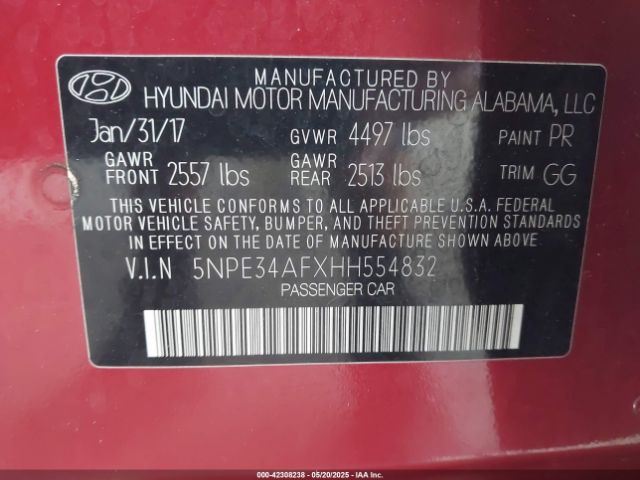 MANUFACTURED BY
HYUNDAI MOTOR MANUFACTURING ALABAMA, LLC
Jan/31/17 GVWR 4497 lbs PAINT PR
GAWR FRONT 2557 lbs GAWR REAR 2513 lbs TRIM GG
THIS VEHICLE CONFORMS TO ALL APPLICABLE U.S.A. FEDERAL
MOTOR VEHICLE SAFETY, BUMPER, AND THEFT PREVENTION STANDARDS
IN EFFECT ON THE DATE OF MANUFACTURE SHOWN ABOVE.
V.I.N 5NPE34AFXHH554832
PASSENGER CAR
000-42308238 - 05/20/2025 - IAAI, Inc.